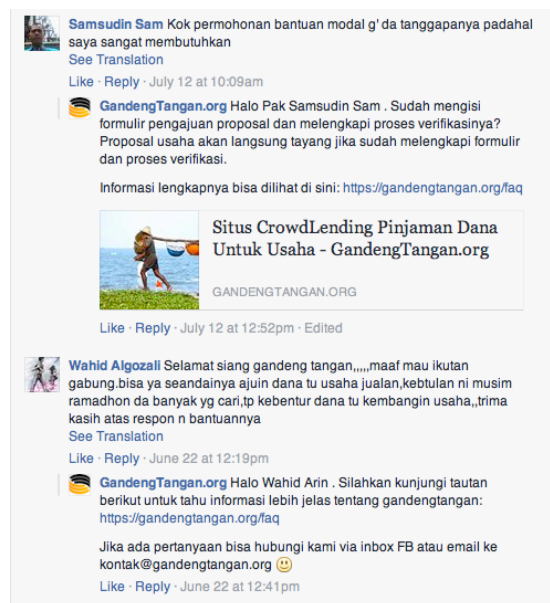 Samsudin Sam Kok permohonan bantuan modal g' da tanggapanya padahal
saya sangat membutuhkan
See Translation
Like · Reply · July 12 at 10:09am
GandengTangan.org Halo Pak Samsudin Sam . Sudah mengisi
formulir pengajuan proposal dan melengkapi proses verifikasinya?
Proposal usaha akan langsung tayang jika sudah melengkapi formulir
dan proses verifikasi.
Informasi lengkapnya bisa dilihat di sini: https://gandengtangan.org/faq
Situs CrowdLending Pinjaman Dana
Untuk Usaha - GandengTangan.org
GANDENGTANGAN.ORG
Like · Reply · July 12 at 12:52pm · Edited
Wahid Algozali Selamat siang gandeng tangan,,,,,maaf mau ikutan
gabung.bisa ya seandainya ajuin dana tu usaha jualan,kebtulan ni musim
ramadhon da banyak yg cari,tp kebentur dana tu kembangin usaha,,trima
kasih atas respon n bantuannya
See Translation
Like · Reply · June 22 at 12:19pm
GandengTangan.org Halo Wahid Arin . Silahkan kunjungi tautan
berikut untuk tahu informasi lebih jelas tentang gandengtangan:
https://gandengtangan.org/faq
Jika ada pertanyaan bisa hubungi kami via inbox FB atau email ke
kontak@gandengtangan.org
Like · Reply · June 22 at 12:41pm